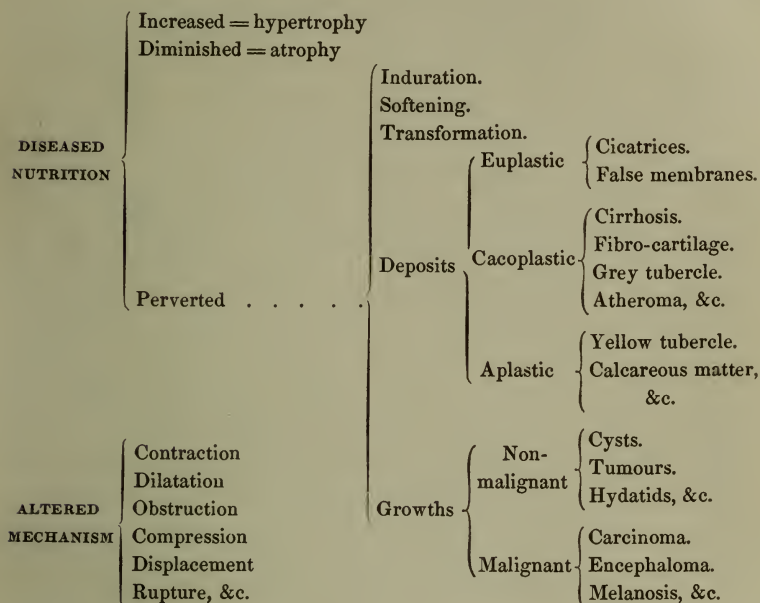 Increased = hypertrophy
Diminished = atrophy
DISEASED
NUTRITION
Perverted . . . . .
Induration.
Softening.
Transformation.
Deposits
Euplastic
Cicatrices.
False membranes.
Cacoplastic
Cirrhosis.
Fibro-cartilage.
Grey tubercle.
Atheroma, &c.
Aplastic
Yellow tubercle.
Calcareous matter,
&c.
Growths
Non-
malignant
Cysts.
Tumours.
Hydatids, &c.
Malignant
Carcinoma.
Encephaloma.
Melanosis, &c.
ALTERED
MECHANISM
Contraction
Dilatation
Obstruction
Compression
Displacement
Rupture, &c.